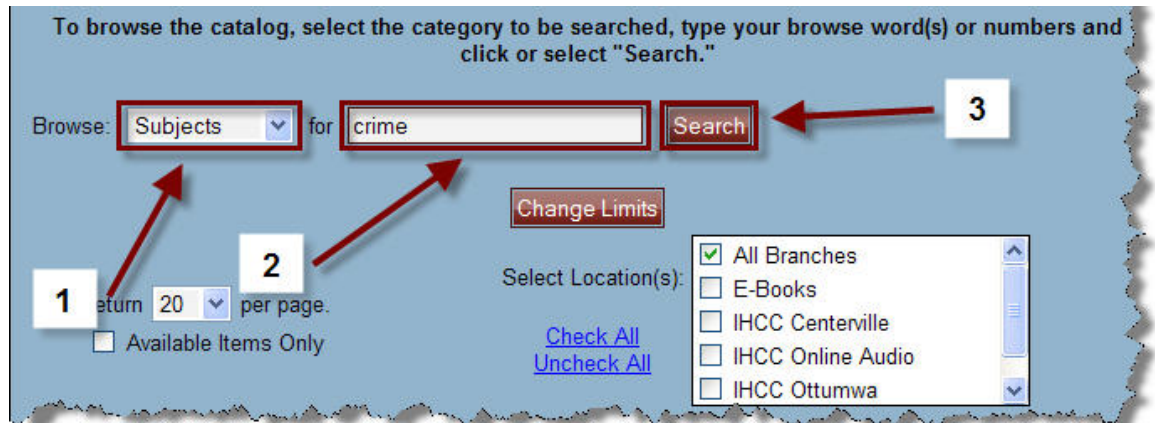 To browse the catalog, select the category to be searched, type your browse word(s) or numbers and
click or select "Search."
Browse: Subjects for crime Search
3
Change Limits
2
1
Select Location(s):
All Branches
E-Books
IHCC Centerville
IHCC Online Audio
IHCC Ottumwa
eturn 20 per page.
Available Items Only
Check All
Uncheck All